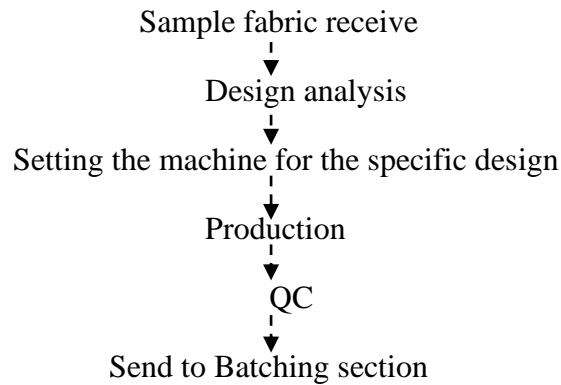 Sample fabric receive
Design analysis
Setting the machine for the specific design
Production
QC
Send to Batching section